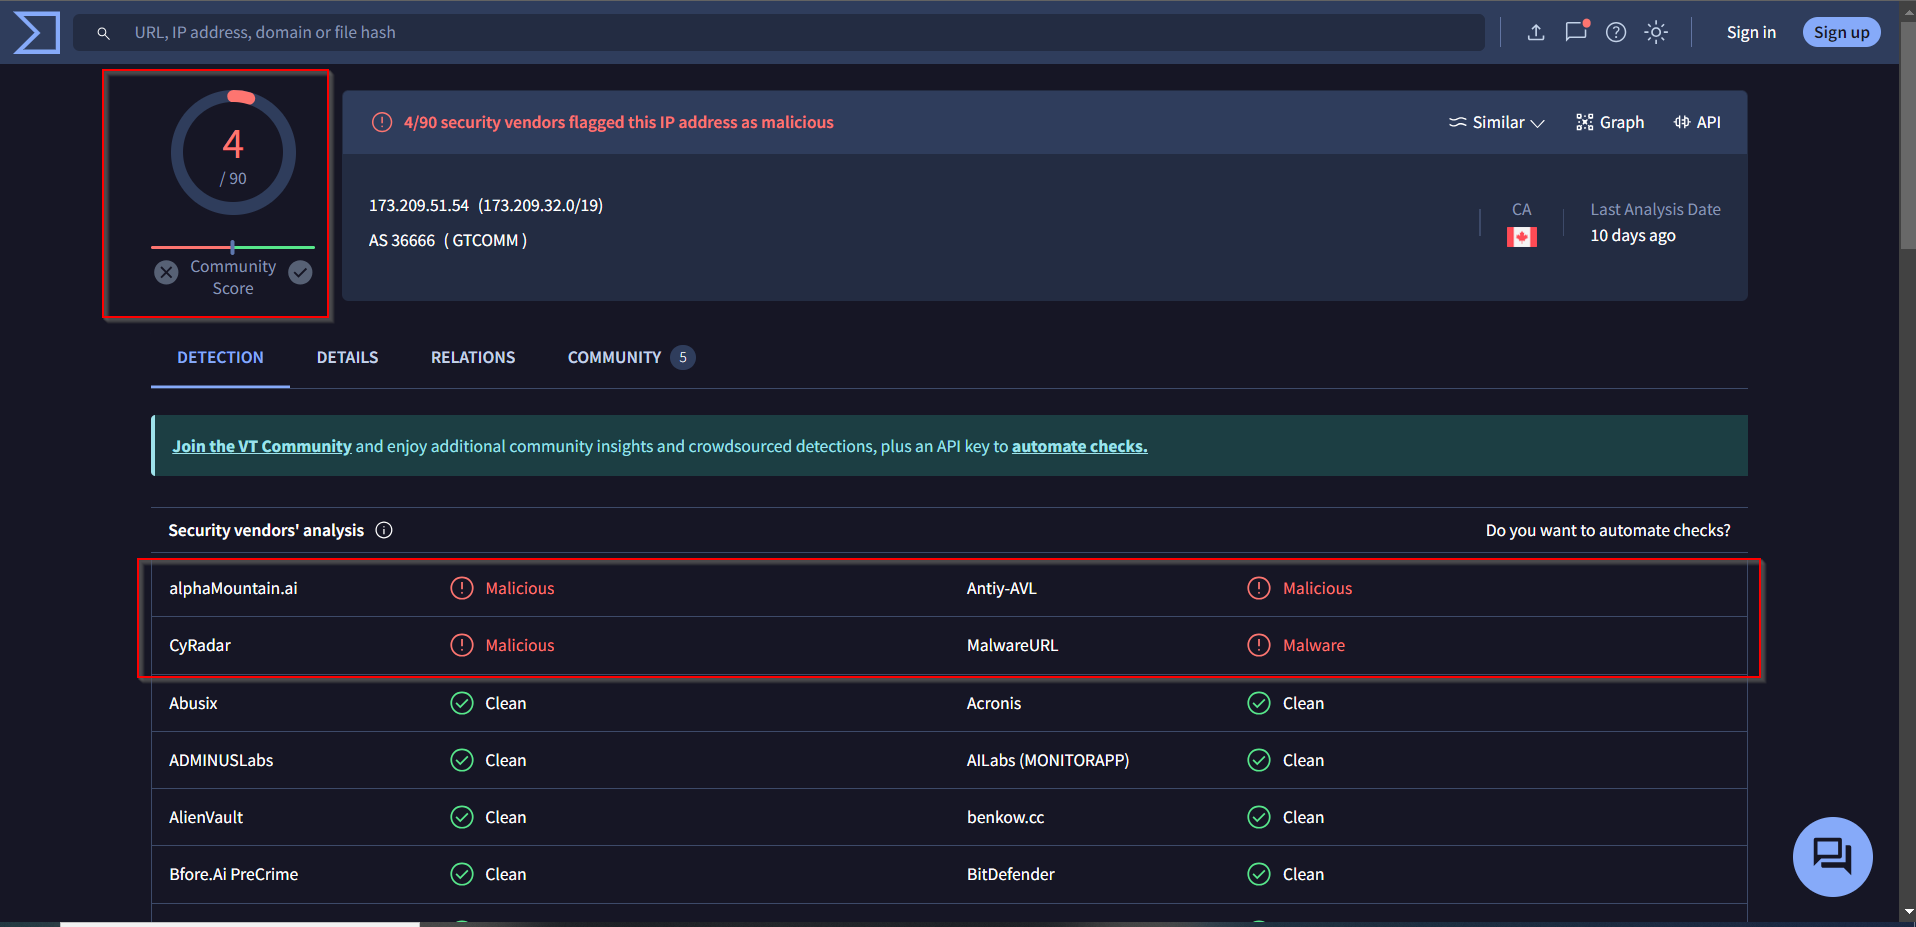 URL, IP address, domain or file hash
Sign in
Sign up
4
/ 90
Community
Score
4/90 security vendors flagged this IP address as malicious
Similar
Graph
API
173.209.51.54 (173.209.32.0/19)
AS 36666 ( GTCOMM )
CA
Last Analysis Date
10 days ago
DETECTION
DETAILS
RELATIONS
COMMUNITY 5
Join the VT Community and enjoy additional community insights and crowdsourced detections, plus an API key to automate checks.
Security vendors' analysis
Do you want to automate checks?
alphaMountain.ai Malicious Antiy-AVL Malicious
CyRadar Malicious MalwareURL Malware
Abusix Clean Acronis Clean
ADMINUSLabs Clean AILabs (MONITORAPP) Clean
AlienVault Clean benkow.cc Clean
Bfore.Ai PreCrime Clean BitDefender Clean